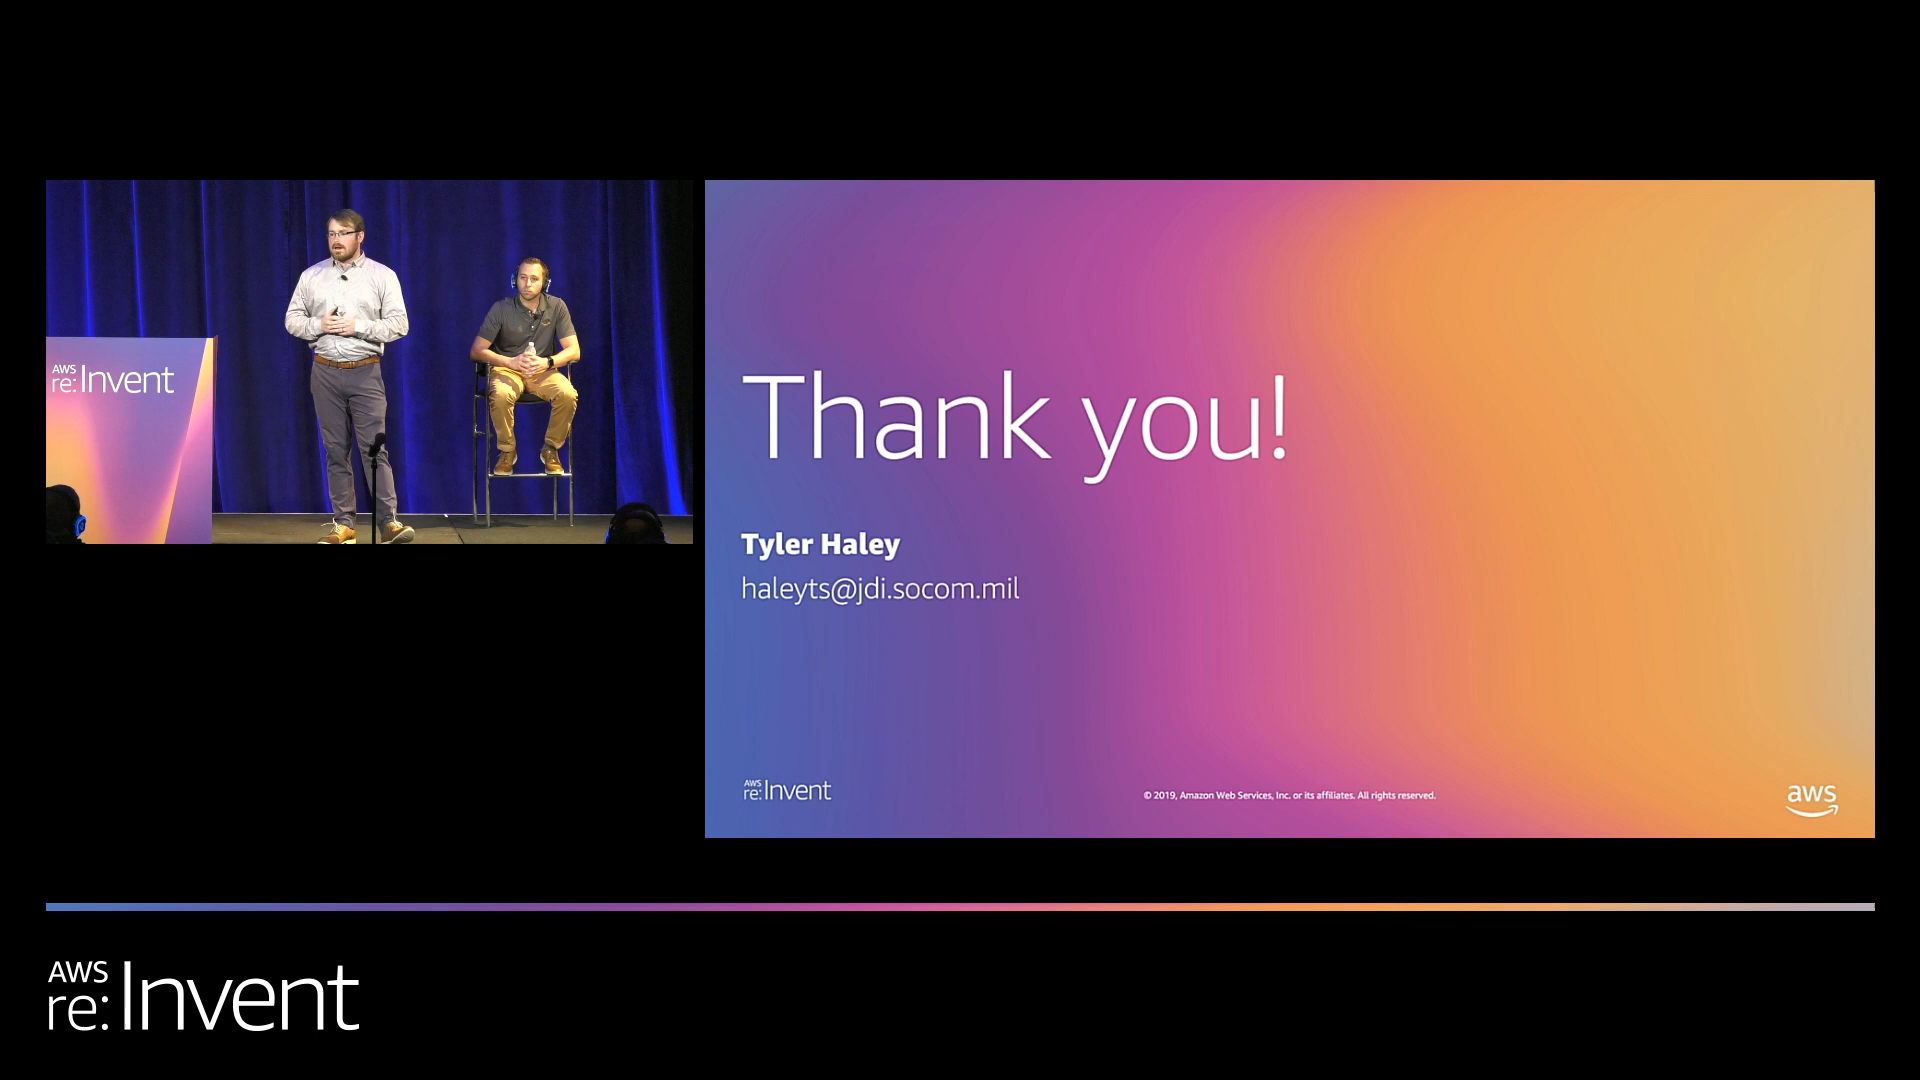 AWS
re:Invent
Thank you!
Tyler Haley
haleyts@jdi.socom.mil
AWS
re:Invent
© 2019, Amazon Web Services, Inc. or its affiliates. All rights reserved.
aws
AWS
re:Invent